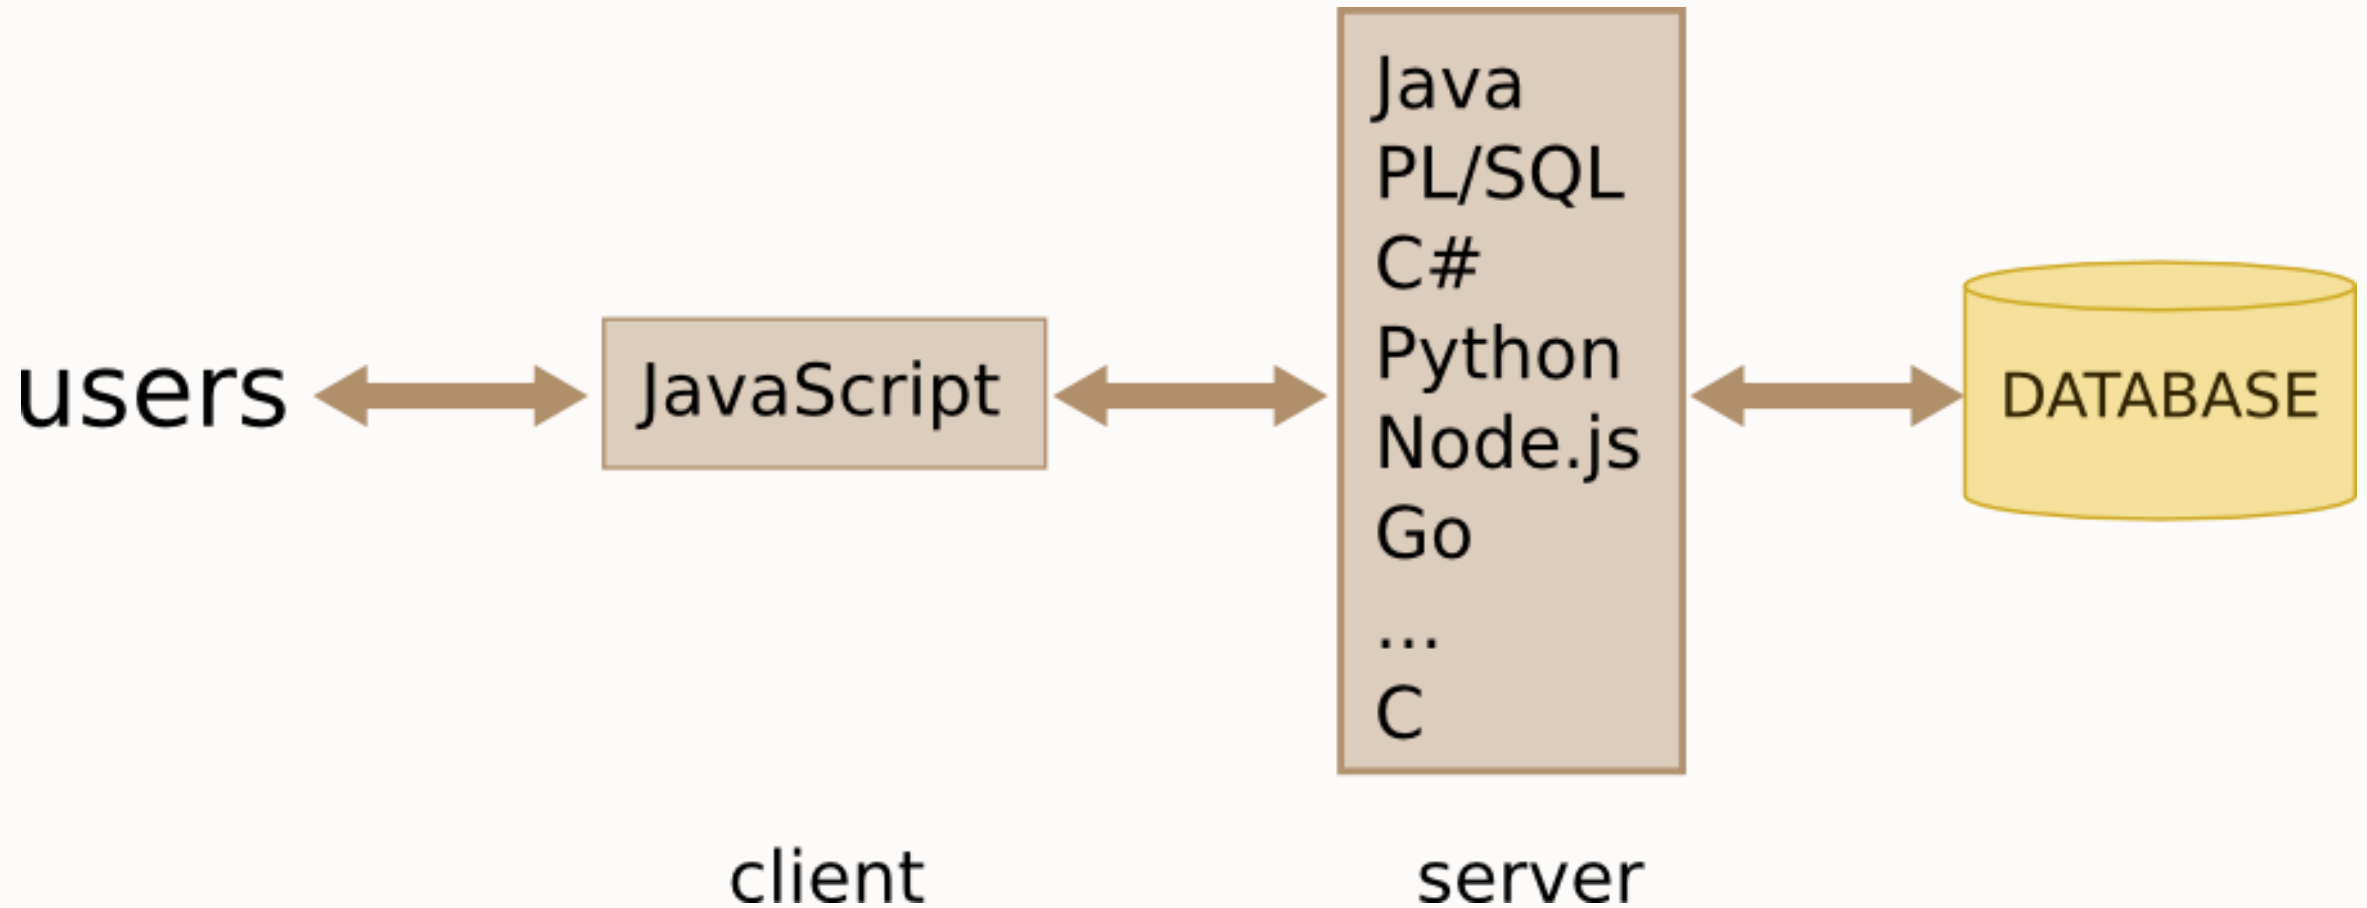 users
JavaScript
Java
PL/SQL
C#
Python
Node.js
Go
...
C
DATABASE
client
server